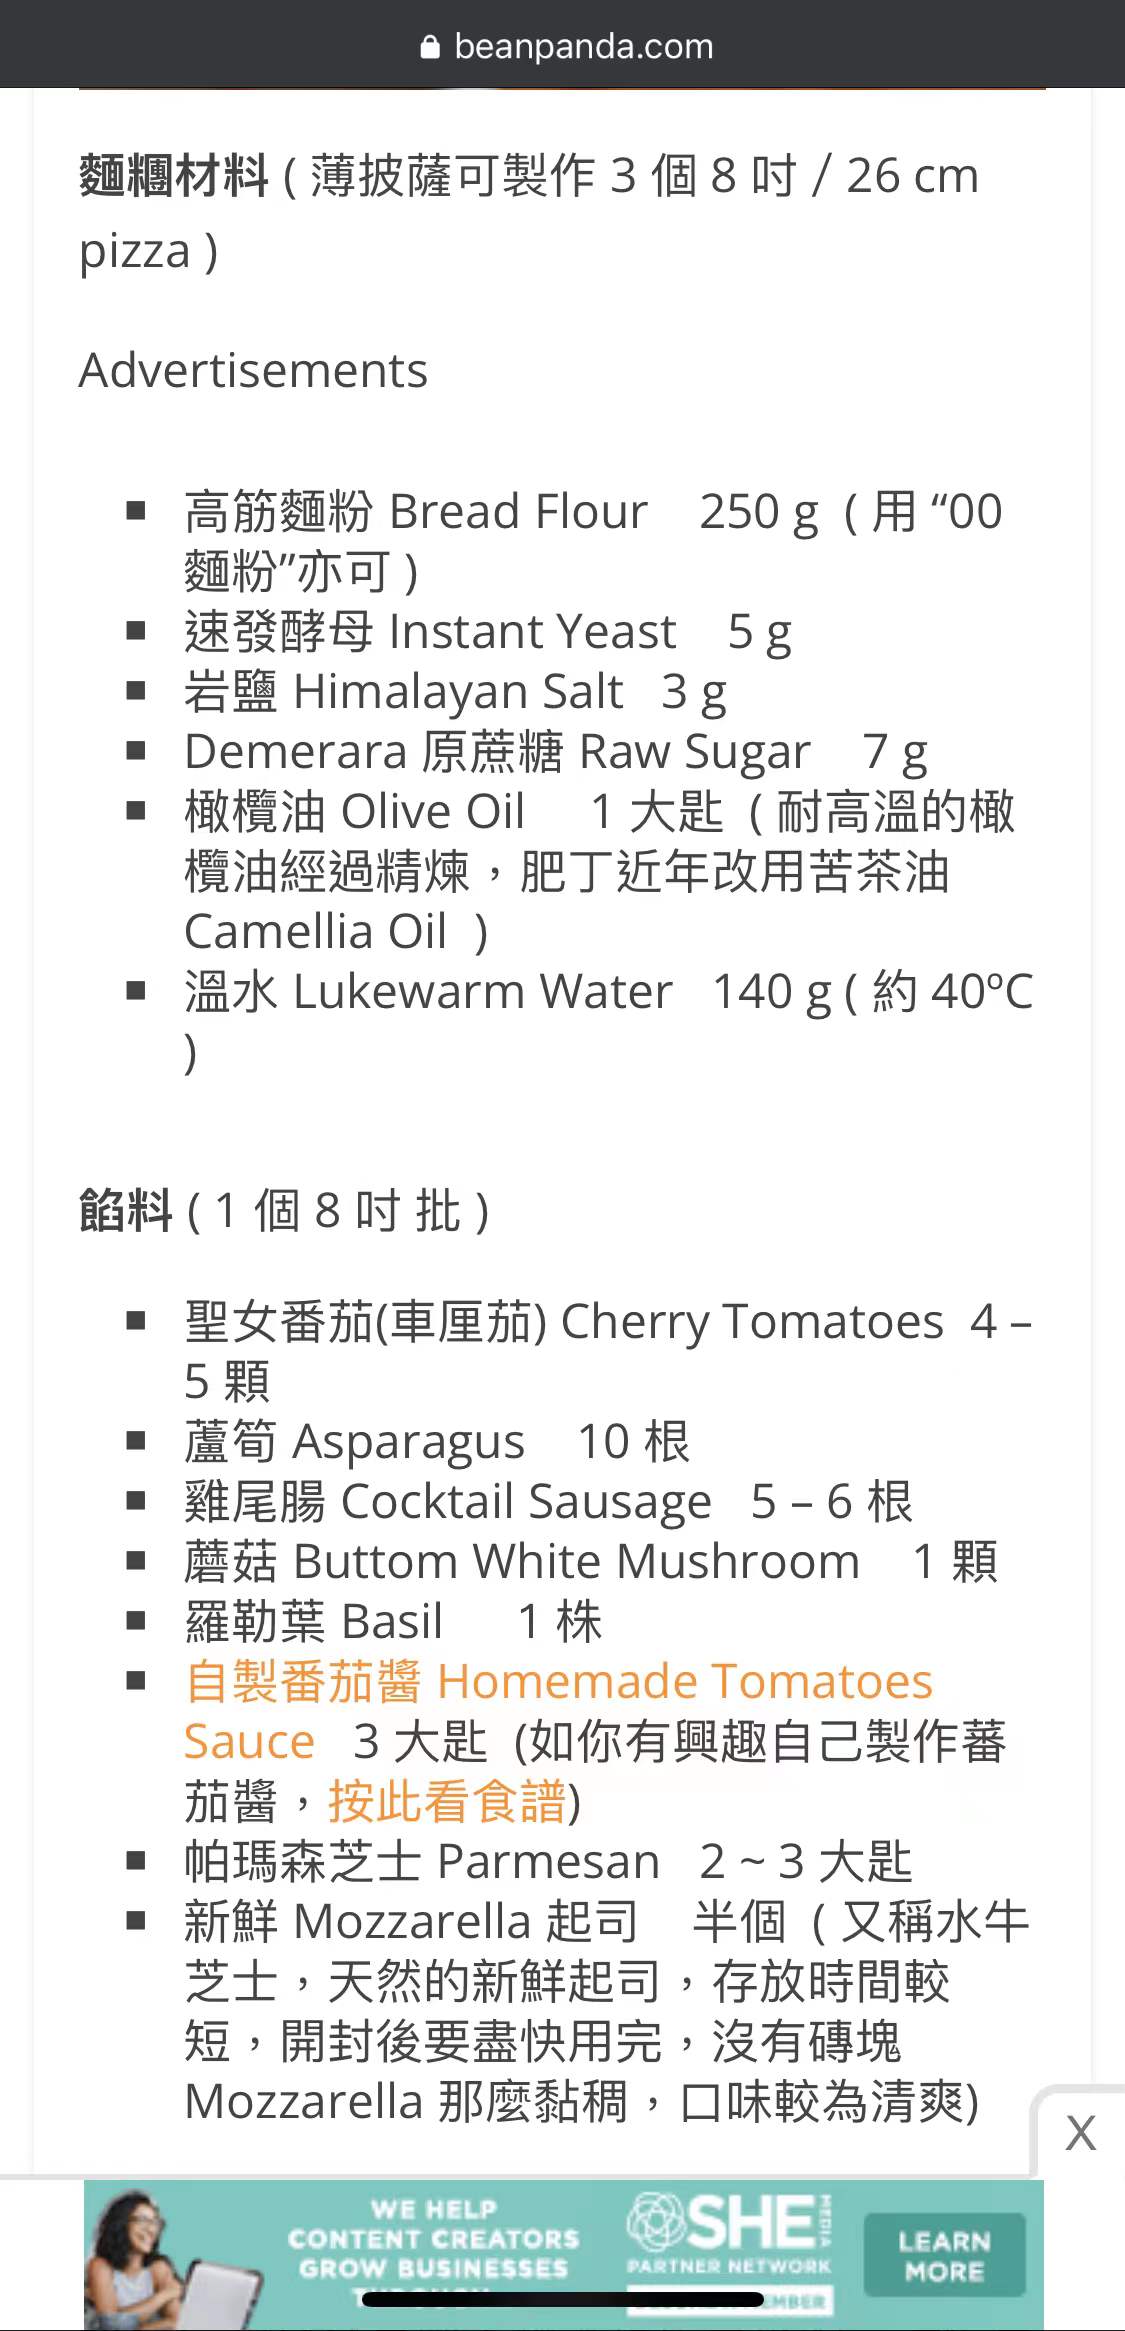 beanpanda.com
麵糰材料 ( 薄披薩可製作 3 個 8 吋 / 26 cm
pizza )
Advertisements
高筋麵粉 Bread Flour 250 g ( 用 “00
麵粉”亦可 )
速發酵母 Instant Yeast 5 g
岩鹽 Himalayan Salt 3 g
Demerara 原蔗糖 Raw Sugar 7 g
橄欖油 Olive Oil 1 大匙 ( 耐高溫的橄
欖油經過精煉，肥丁近年改用苦茶油
Camellia Oil )
溫水 Lukewarm Water 140 g ( 約 40ºC
)
餡料 ( 1 個 8 吋 批 )
聖女番茄(車厘茄) Cherry Tomatoes 4 –
5 顆
蘆筍 Asparagus 10 根
雞尾腸 Cocktail Sausage 5 – 6 根
蘑菇 Buttom White Mushroom 1 顆
羅勒葉 Basil 1 株
自製番茄醬 Homemade Tomatoes
Sauce 3 大匙 (如你有興趣自己製作蕃
茄醬，按此看食譜)
帕瑪森芝士 Parmesan 2 ~ 3 大匙
新鮮 Mozzarella 起司 半個 ( 又稱水牛
芝士，天然的新鮮起司，存放時間較
短，開封後要盡快用完，沒有磚塊
Mozzarella 那麼黏稠，口味較為清爽)
X
WE HELP
CONTENT CREATORS
GROW BUSINESSES
SHE MEDIA
PARTNER NETWORK
LEARN
MORE